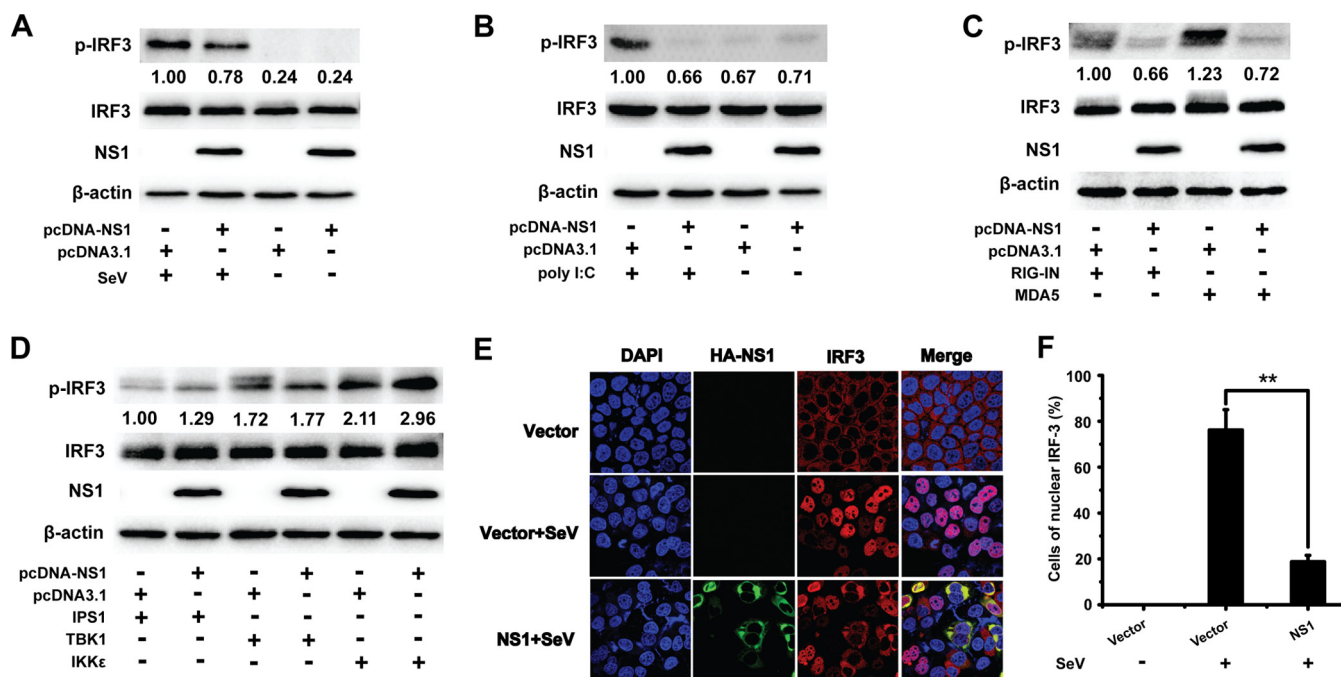 A
p-IRF3
1.00 0.78 0.24 0.24
IRF3
NS1
β-actin
pcDNA-NS1 - + - +
pcDNA3.1 + - + -
SeV + + - -
B
p-IRF3
1.00 0.66 0.67 0.71
IRF3
NS1
β-actin
pcDNA-NS1 - + - +
pcDNA3.1 + - + -
poly I:C + + - -
C
p-IRF3
1.00 0.66 1.23 0.72
IRF3
NS1
β-actin
pcDNA-NS1 - + - +
pcDNA3.1 + - + -
RIG-IN + + - -
MDA5 - - + +
D
p-IRF3
1.00 1.29 1.72 1.77 2.11 2.96
IRF3
NS1
β-actin
pcDNA-NS1 - + - + - +
pcDNA3.1 + - + - + -
IPS1 + + - - - -
TBK1 - - + + - -
IKKε - - - - + +
E
DAPI HA-NS1 IRF3 Merge
Vector
Vector+SeV
NS1+SeV
F
Cells of nuclear IRF-3 (%)
100
80
60
40
20
0
**
Vector Vector NS1
SeV - + +